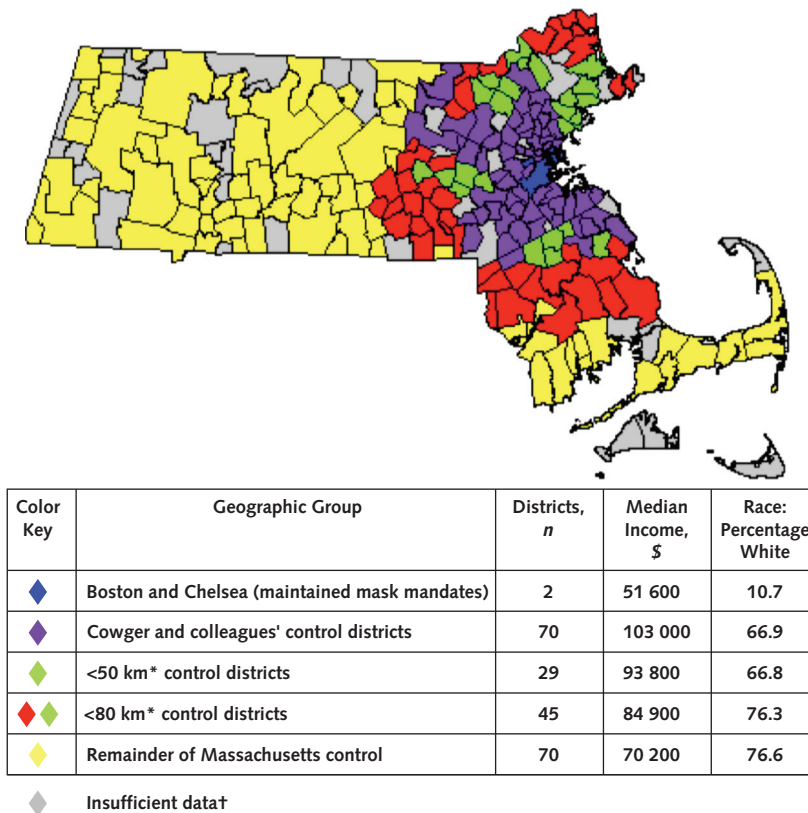 Color Key
Geographic Group
Districts, n
Median Income, $
Race: Percentage White
Boston and Chelsea (maintained mask mandates) 2 51 600 10.7
Cowger and colleagues' control districts 70 103 000 66.9
<50 km* control districts 29 93 800 66.8
<80 km* control districts 45 84 900 76.3
Remainder of Massachusetts control 70 70 200 76.6
Insufficient data†